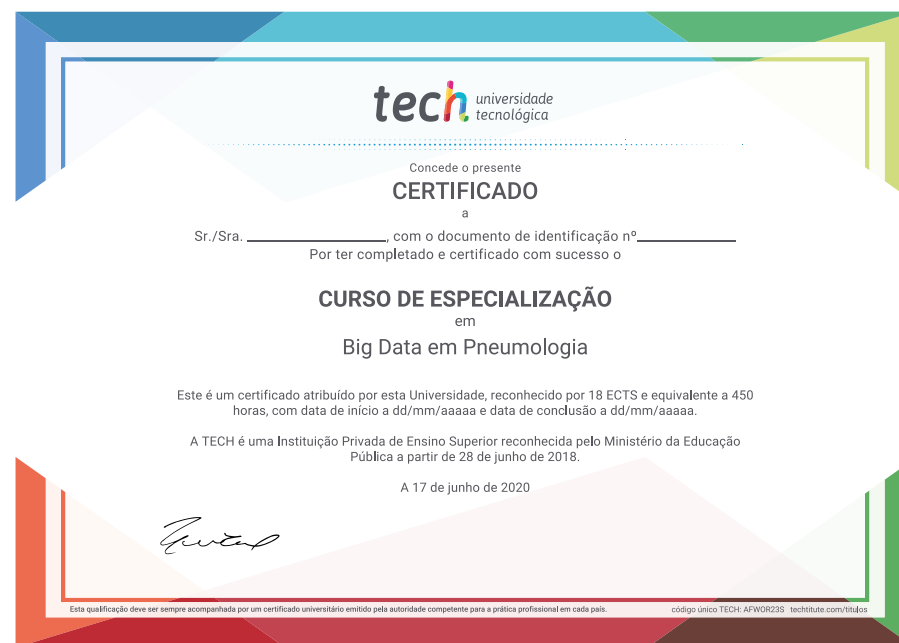 tech universidade
tecnológica
Concede o presente
CERTIFICADO
a
Sr./Sra. ________________, com o documento de identificação nº____________
Por ter completado e certificado com sucesso o
CURSO DE ESPECIALIZAÇÃO
em
Big Data em Pneumologia
Este é um certificado atribuído por esta Universidade, reconhecido por 18 ECTS e equivalente a 450
horas, com data de início a dd/mm/aaaaa e data de conclusão a dd/mm/aaaaa.
A TECH é uma Instituição Privada de Ensino Superior reconhecida pelo Ministério da Educação
Pública a partir de 28 de junho de 2018.
A 17 de junho de 2020
Esta qualificação deve ser sempre acompanhada por um certificado universitário emitido pela autoridade competente para a prática profissional em cada país.
código único TECH: AFWOR23S techtitute.com/titulos